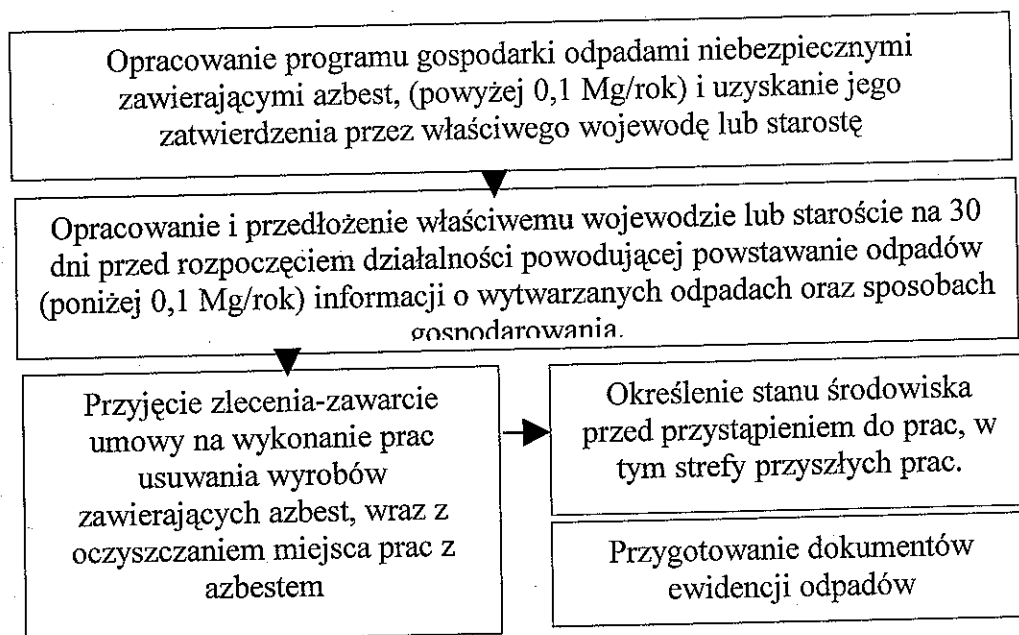 Opracowanie programu gospodarki odpadami niebezpiecznymi
zawierającymi azbest, (powyżej 0,1 Mg/rok) i uzyskanie jego
zatwierdzenia przez właściwego wojewodę lub starostę
Opracowanie i przedłożenie właściwemu wojewodzie lub staroście na 30
dni przed rozpoczęciem działalności powodującej powstawanie odpadów
(poniżej 0,1 Mg/rok) informacji o wytwarzanych odpadach oraz sposobach
gospodarowania.
Przyjęcie zlecenia-zawarcie
umowy na wykonanie prac
usuwania wyrobów
zawierających azbest, wraz z
oczyszczaniem miejsca prac z
azbestem
Określenie stanu środowiska
przed przystąpieniem do prac, w
tym strefy przyszłych prac.
Przygotowanie dokumentów
ewidencji odpadów